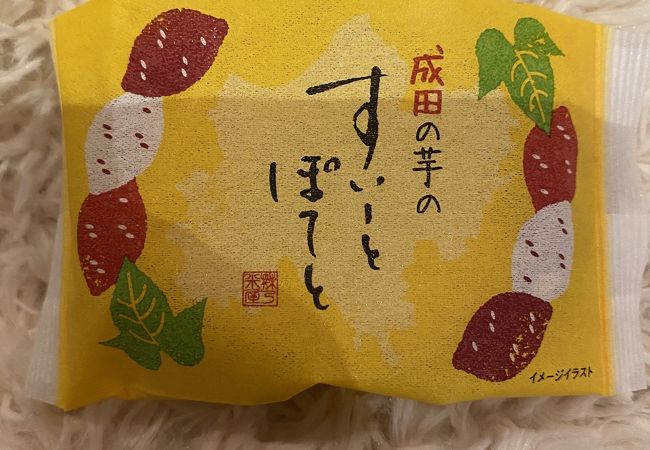 成田の芋の
すいーと
ぽてと
イメージイラスト